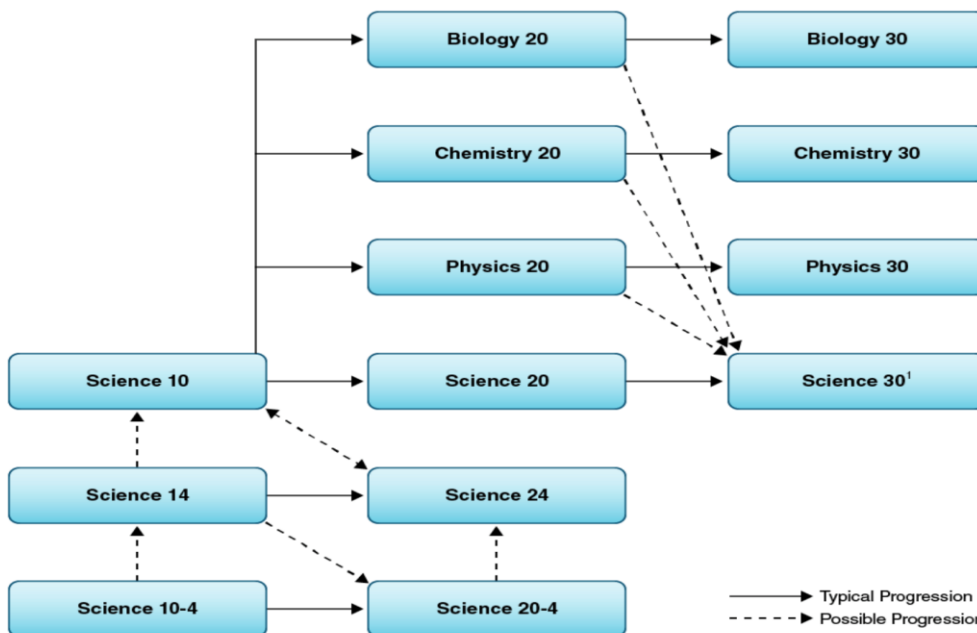 Biology 20
Biology 30
Chemistry 20
Chemistry 30
Physics 20
Physics 30
Science 10
Science 20
Science 30¹
Science 14
Science 24
Science 10-4
Science 20-4
Typical Progression
Possible Progression